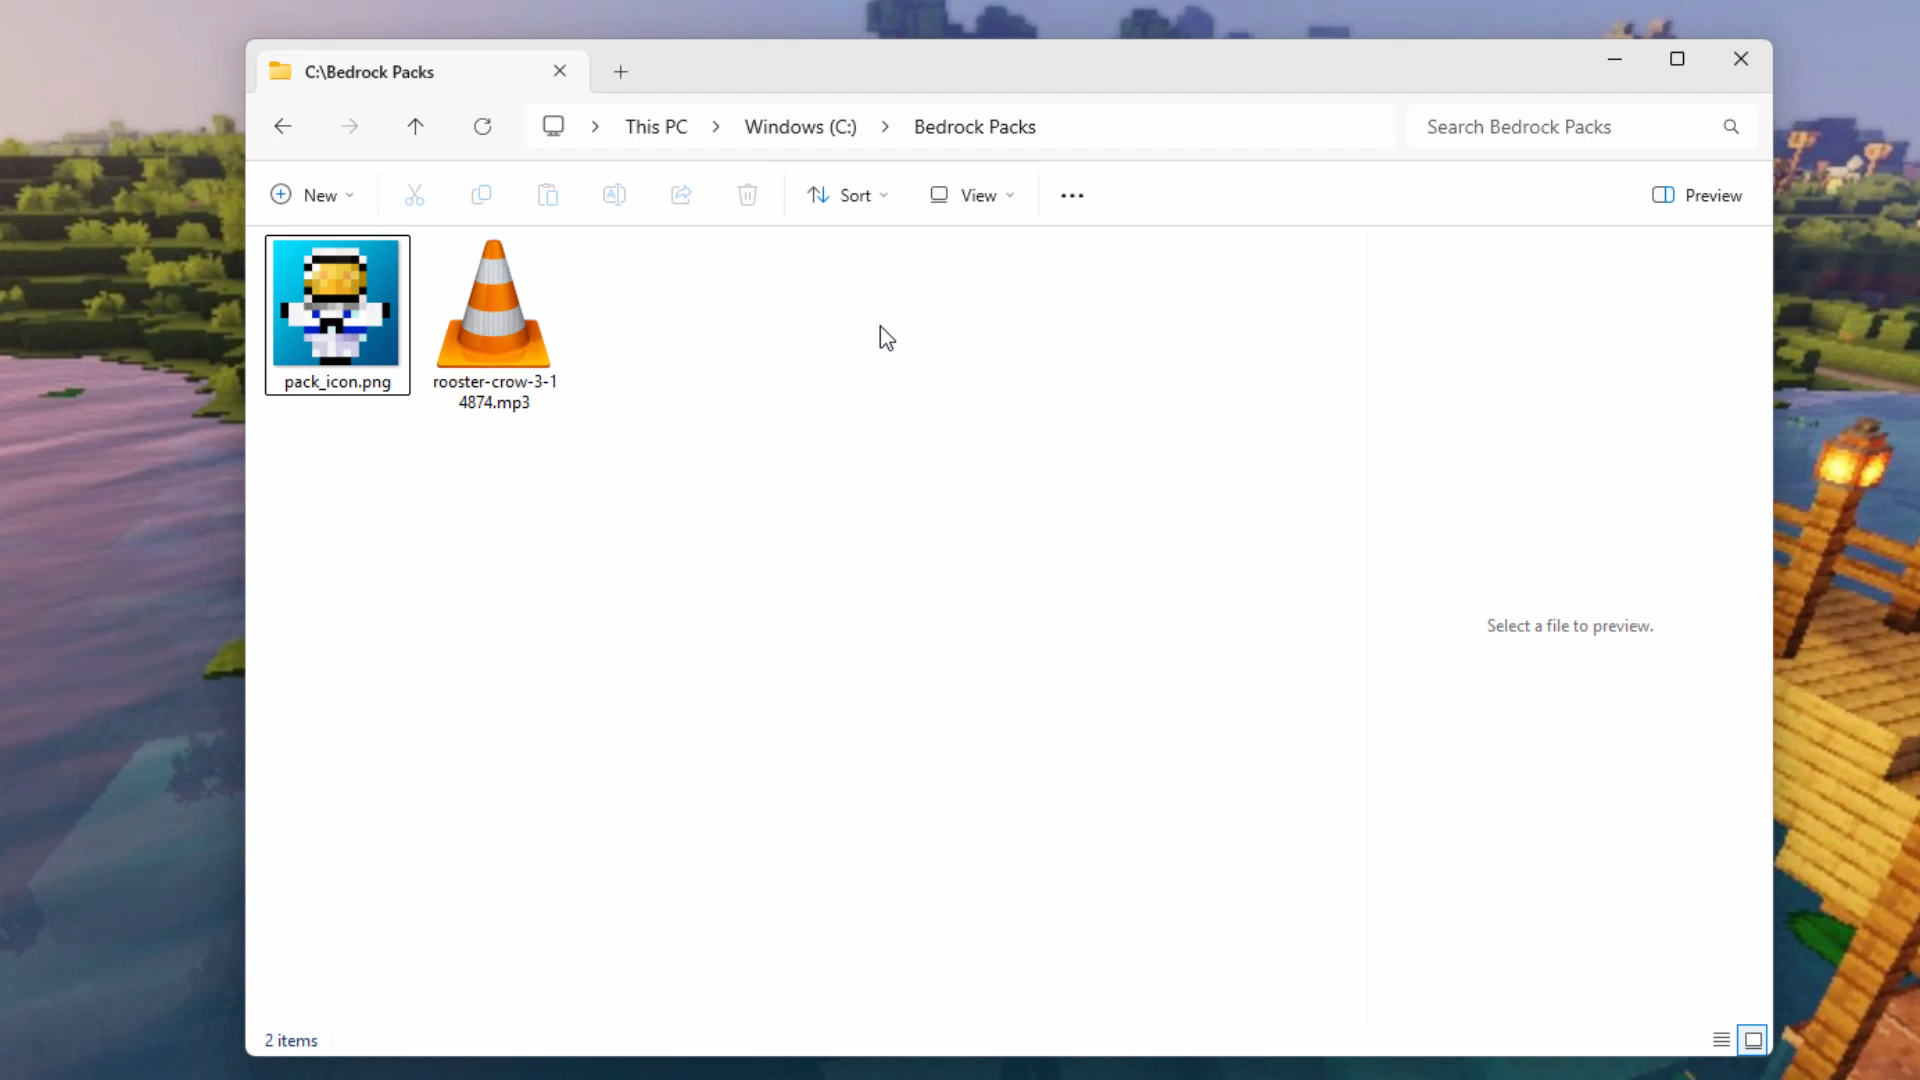 C:\Bedrock Packs
This PC
Windows (C:)
Bedrock Packs
Search Bedrock Packs
New
Sort
View
Preview
pack_icon.png
rooster-crow-3-1
4874.mp3
Select a file to preview.
2 items